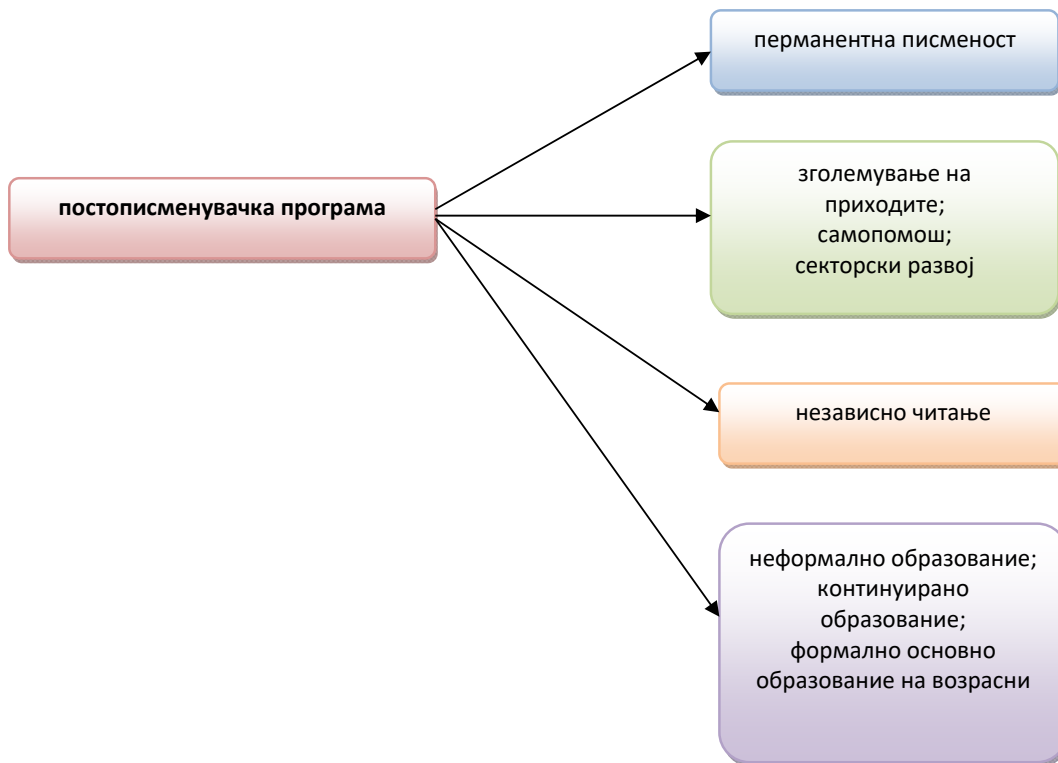 перманентна писменост
постописменувачка програма
зголемување на
приходите;
самопомош;
секторски развој
независно читање
неформално образование;
континуирано
образование;
формално основно
образование на возрасни